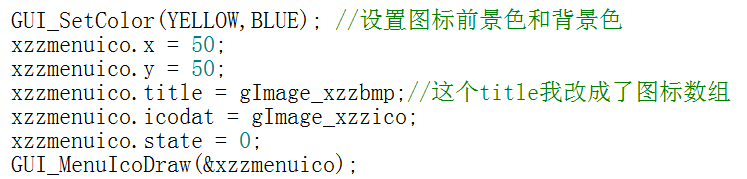 GUI_SetColor(YELLOW,BLUE); //设置图标前景色和背景色
xzzmenuico.x = 50;
xzzmenuico.y = 50;
xzzmenuico.title = gImage_xzzbmp;//这个title我改成了图标数组
xzzmenuico.icodat = gImage_xzzico;
xzzmenuico.state = 0;
GUI_MenuIcoDraw(&xzzmenuico);